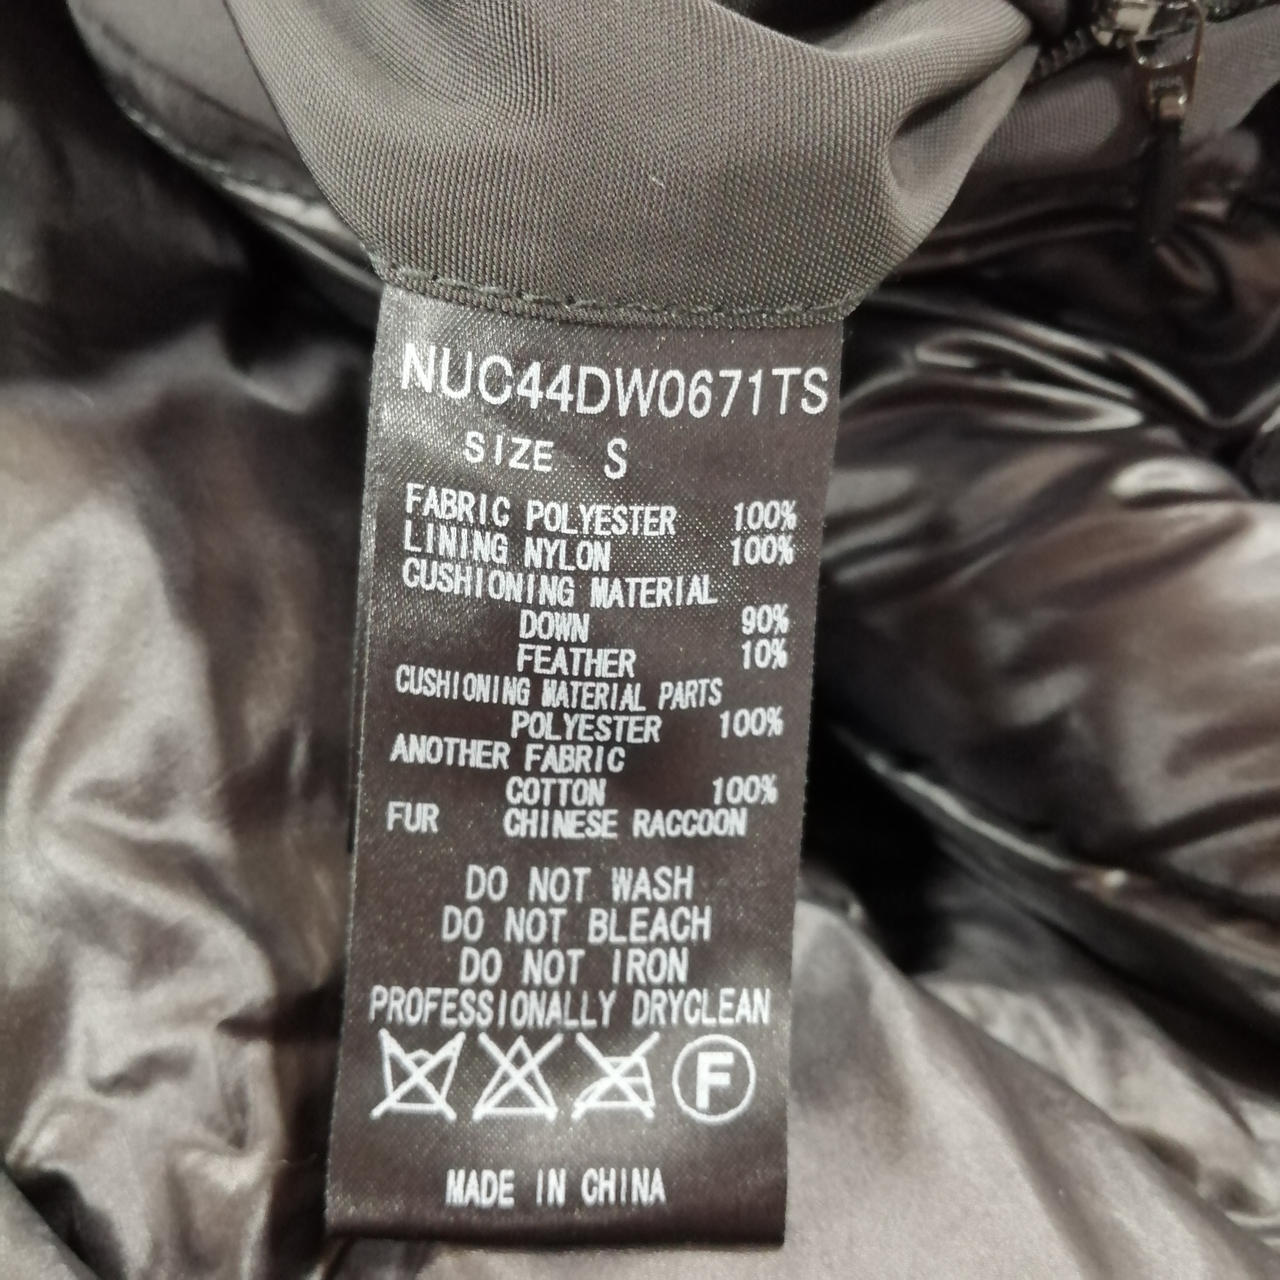 NUC44DW0671TS
SIZE S
FABRIC POLYESTER 100%
LINING NYLON 100%
CUSHIONING MATERIAL
DOWN 90%
FEATHER 10%
CUSHIONING MATERIAL PARTS
POLYESTER 100%
ANOTHER FABRIC
COTTON 100%
FUR CHINESE RACCOON
DO NOT WASH
DO NOT BLEACH
DO NOT IRON
PROFESSIONALLY DRYCLEAN
F
MADE IN CHINA